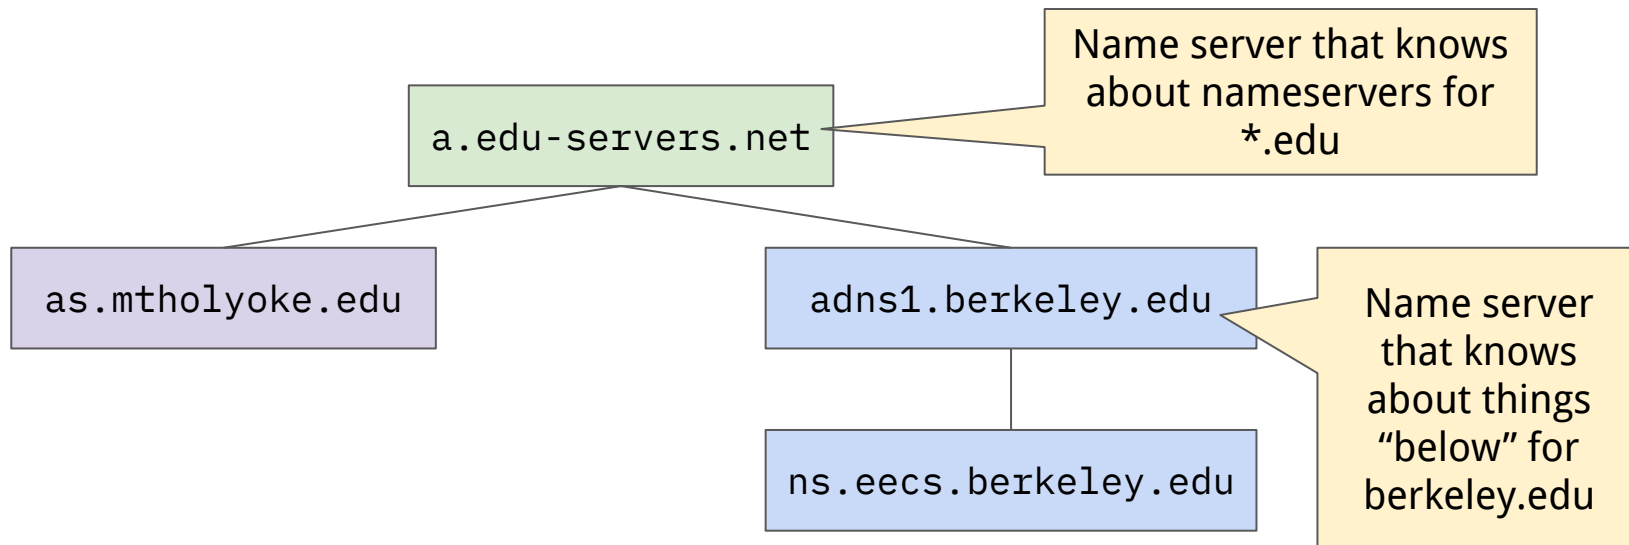 Name server that knows
about nameservers for
*.edu
a.edu-servers.net
as.mtholyoke.edu
adns1.berkeley.edu
Name server
that knows
about things
“below” for
berkeley.edu
ns.eecs.berkeley.edu